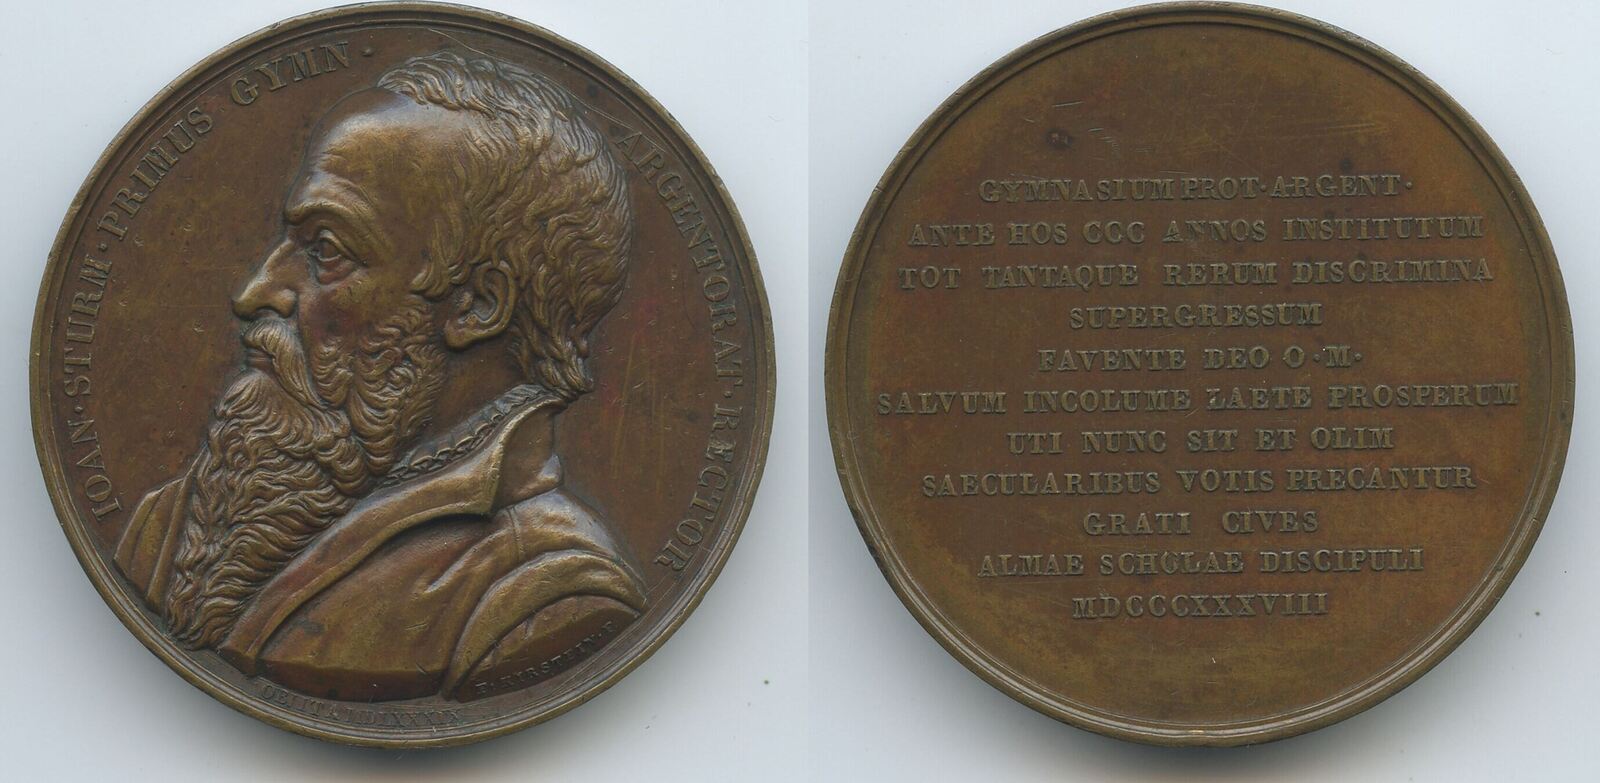 IOAN · STURM · PRIMUS GYMN · ARGENTORAT · RECTOR
F. KIRSTEIN. F.
GYMNASIUM PROT · ARGENT ·
ANTE HOS CCC ANNOS INSTITUTUM
TOT TANTAQUE RERUM DISCRIMINA
SUPERGRESSUM
FAVENTE DEO O · M ·
SALVUM INCOLUME LAETE PROSPERUM
UTI NUNC SIT ET OLIM
SAECULARIBUS VOTIS PRECANTUR
GRATI CIVES
ALMAE SCHOLAE DISCIPULI
MDCCCXXXVIII